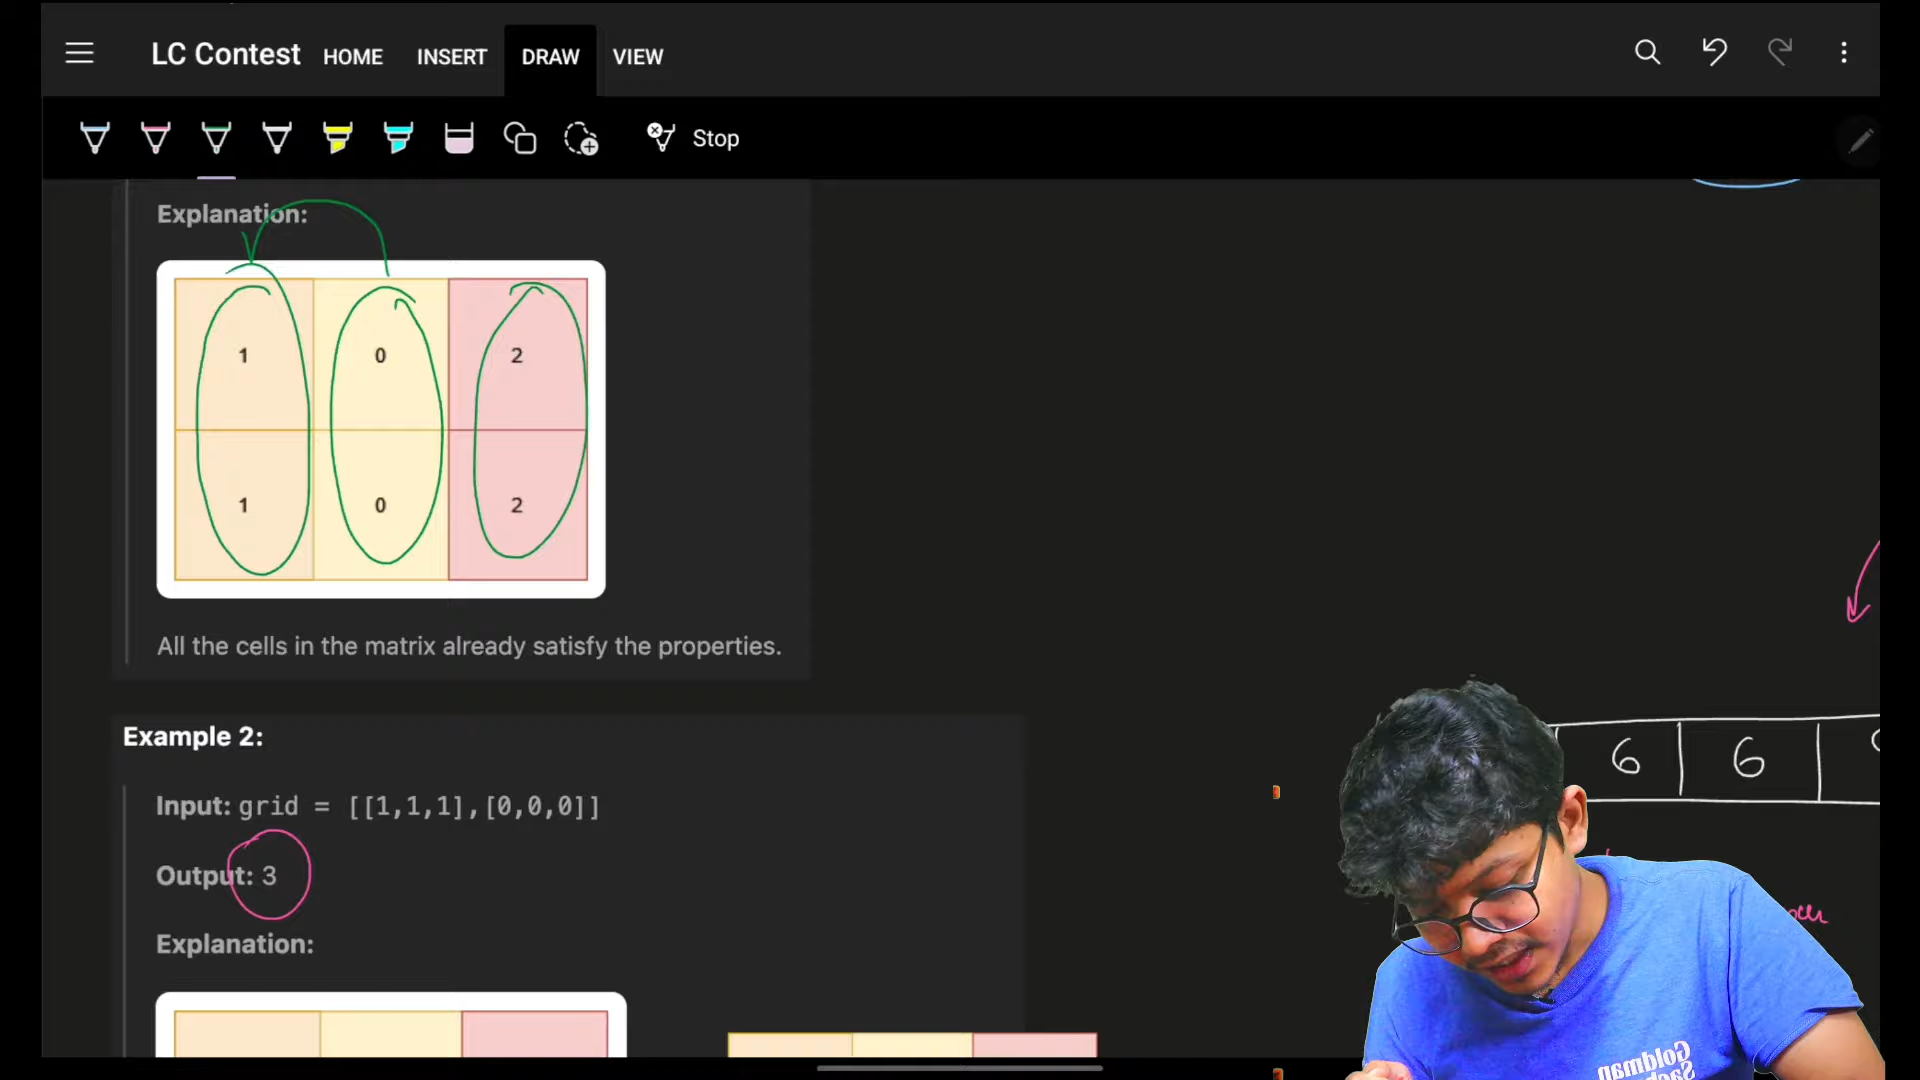 LC Contest HOME INSERT DRAW VIEW
Stop
Explanation:
1 0 2
1 0 2
All the cells in the matrix already satisfy the properties.
Example 2:
Input: grid = [[1,1,1],[0,0,0]]
Output: 3
Explanation:
6 6
Goldman